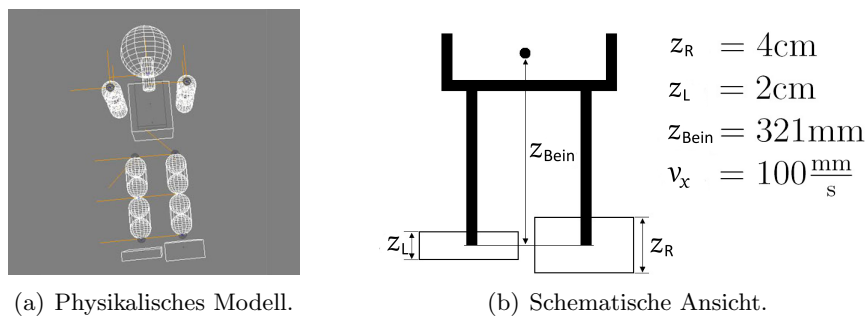 z_R = 4cm
z_L = 2cm
z_Bein = 321mm
v_x = 100 mm/s
z_Bein
z_L
z_R
(a) Physikalisches Modell.
(b) Schematische Ansicht.